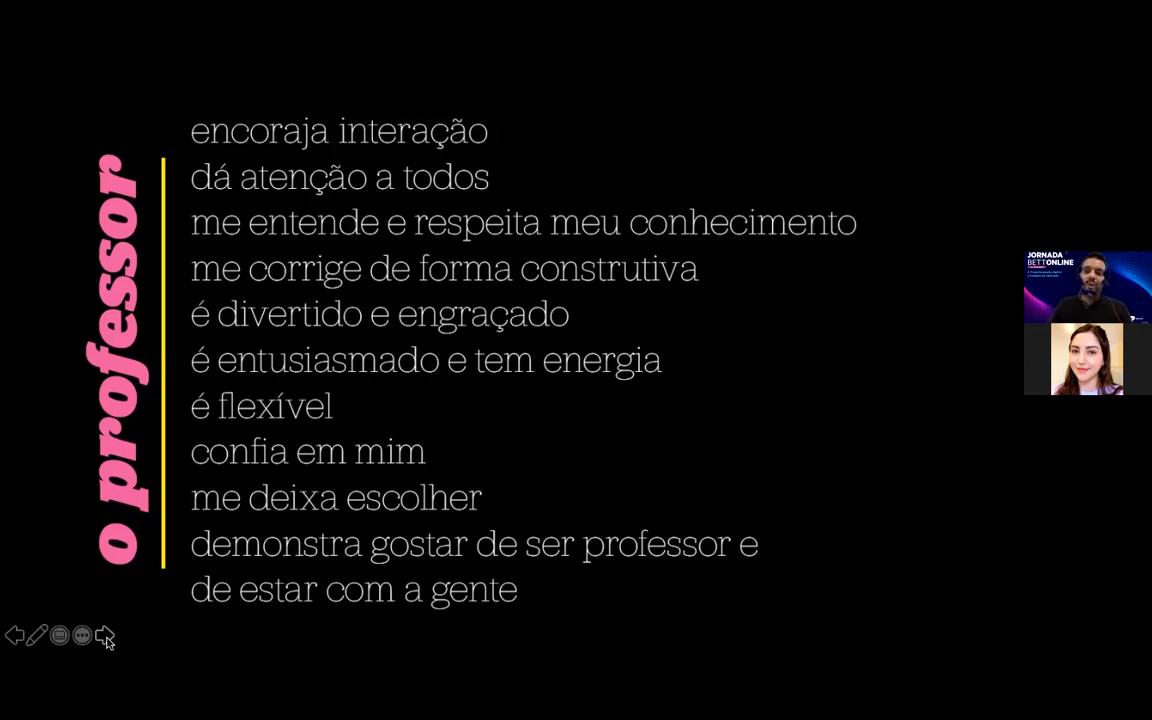 o professor
encoraja interação
dá atenção a todos
me entende e respeita meu conhecimento
me corrige de forma construtiva
é divertido e engraçado
é entusiasmado e tem energia
é flexível
confia em mim
me deixa escolher
demonstra gostar de ser professor e
de estar com a gente
JORNADA
BETTONLINE